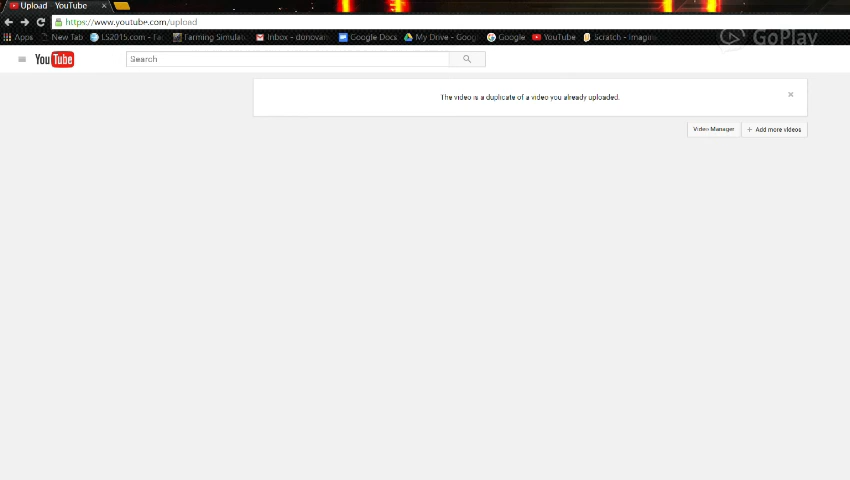 Upload - YouTube
https://www.youtube.com/upload
Apps New Tab LS2015.com - Fa: Farming Simula: Inbox - donovan Google Docs My Drive - Goog Google YouTube Scratch - Imagin
GoPlay
YouTube Search
The video is a duplicate of a video you already uploaded.
Video Manager + Add more videos